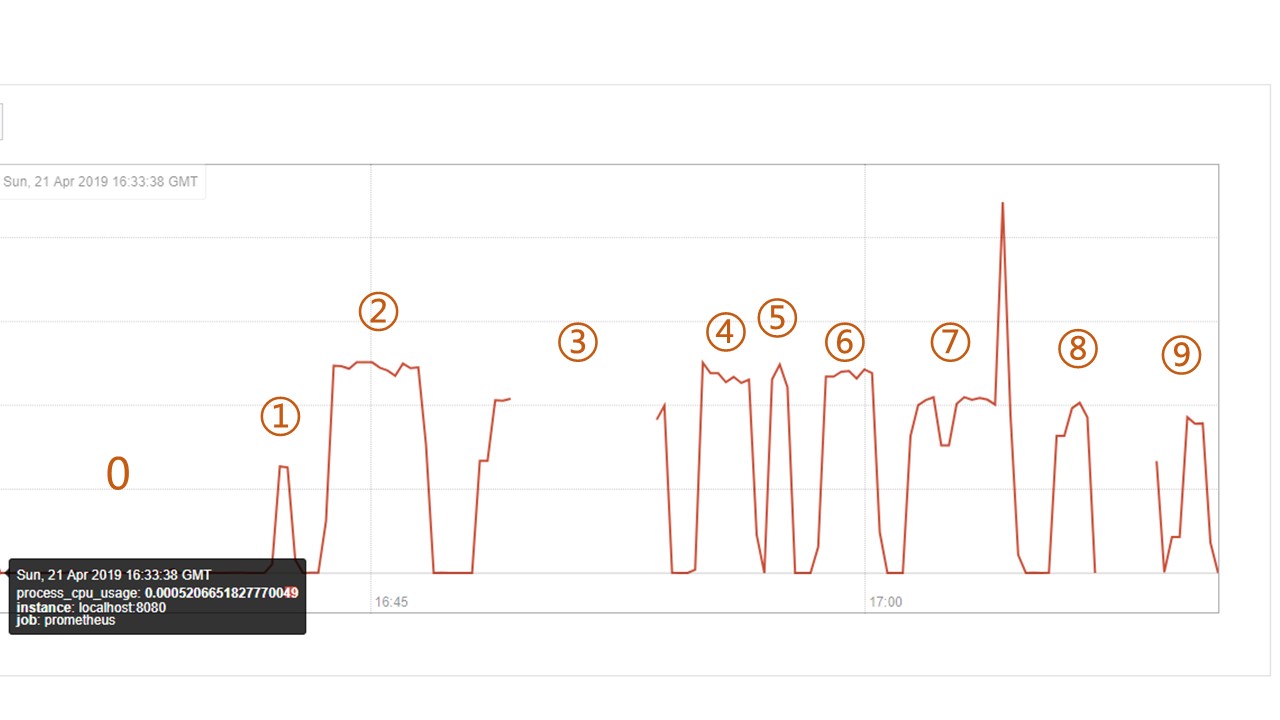 Sun, 21 Apr 2019 16:33:38 GMT
②
①
③
④
⑤
⑥
⑦
⑧
⑨
0
Sun, 21 Apr 2019 16:33:38 GMT
process_cpu_usage: 0.0005206651827770049
instance: localhost:8080
job: prometheus
16:45
17:00